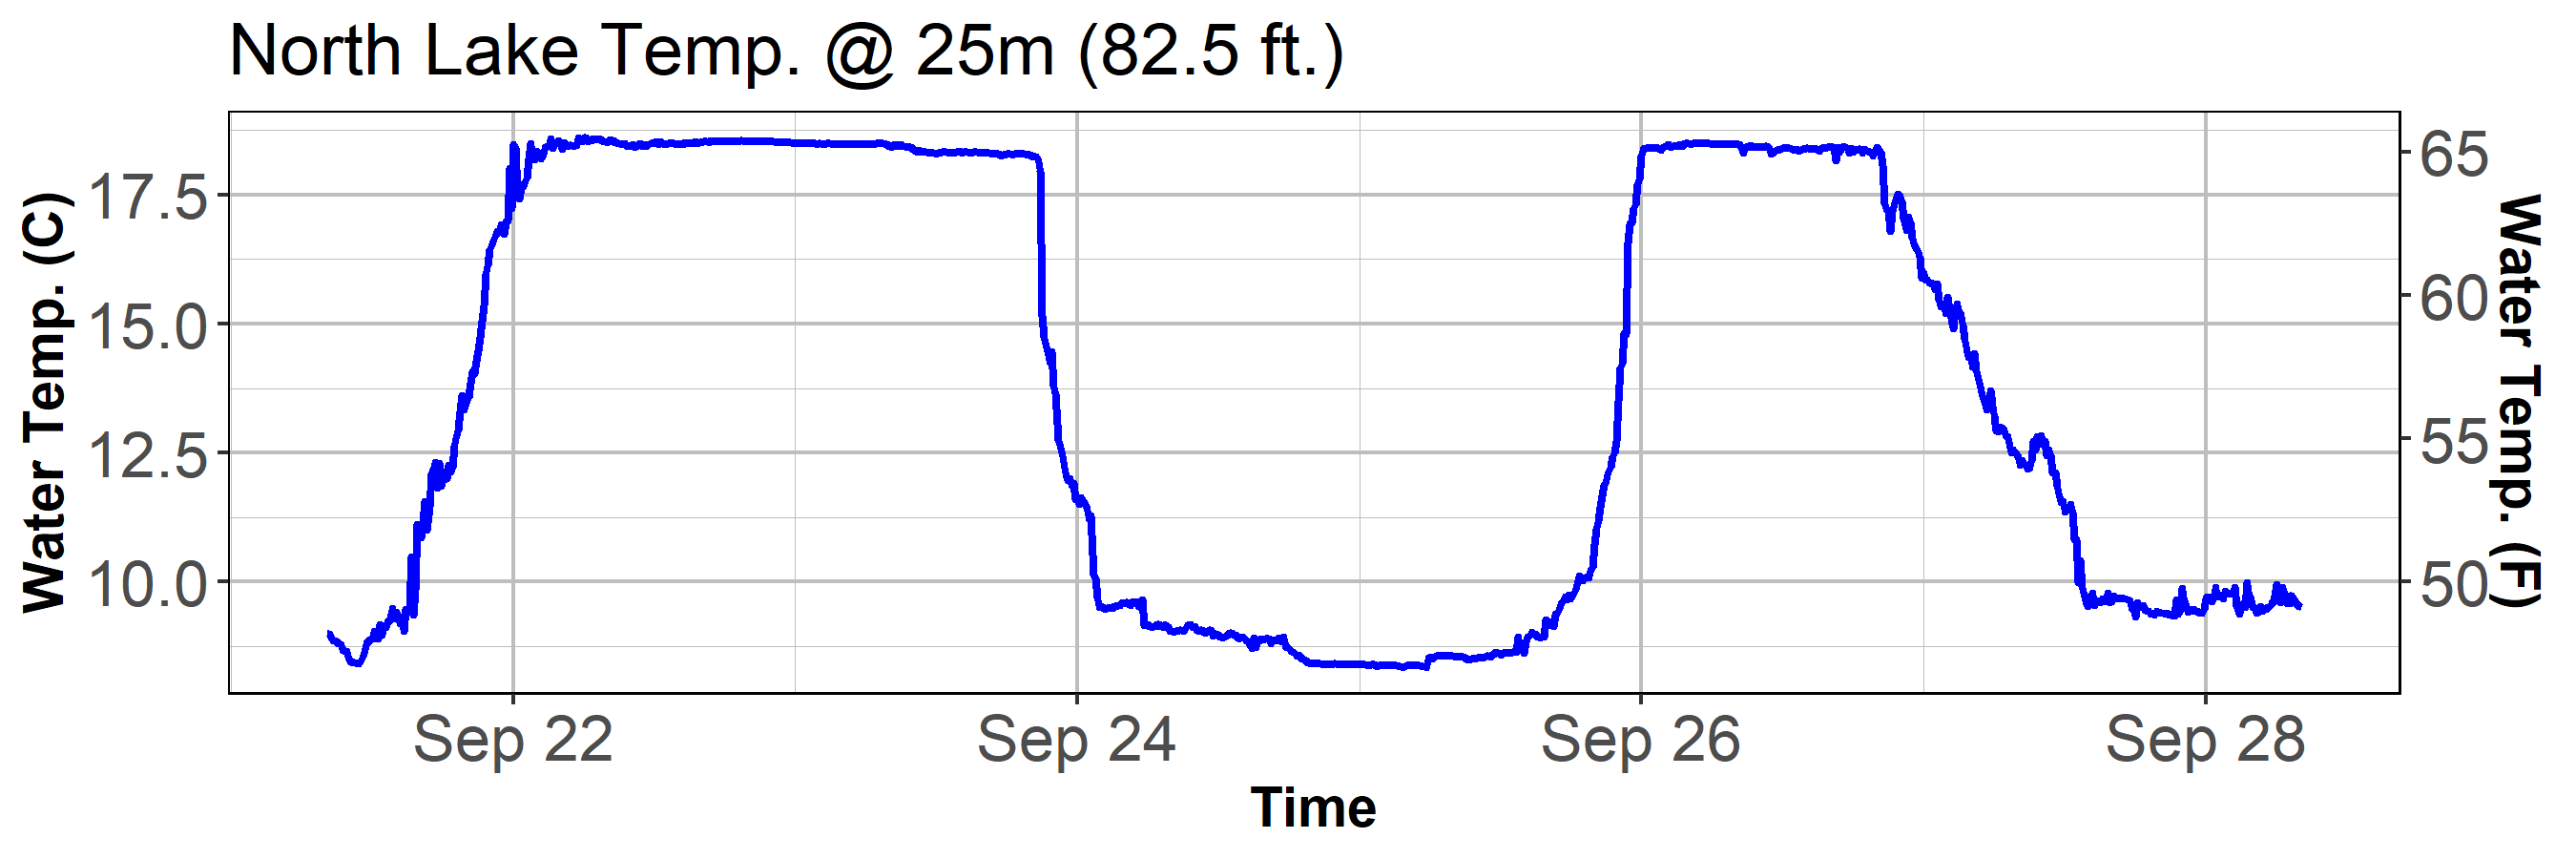 North Lake Temp. @ 25m (82.5 ft.)
Water Temp. (C)
17.5
15.0
12.5
10.0
65
60
55
50
Water Temp. (F)
Sep 22 Sep 24 Sep 26 Sep 28
Time